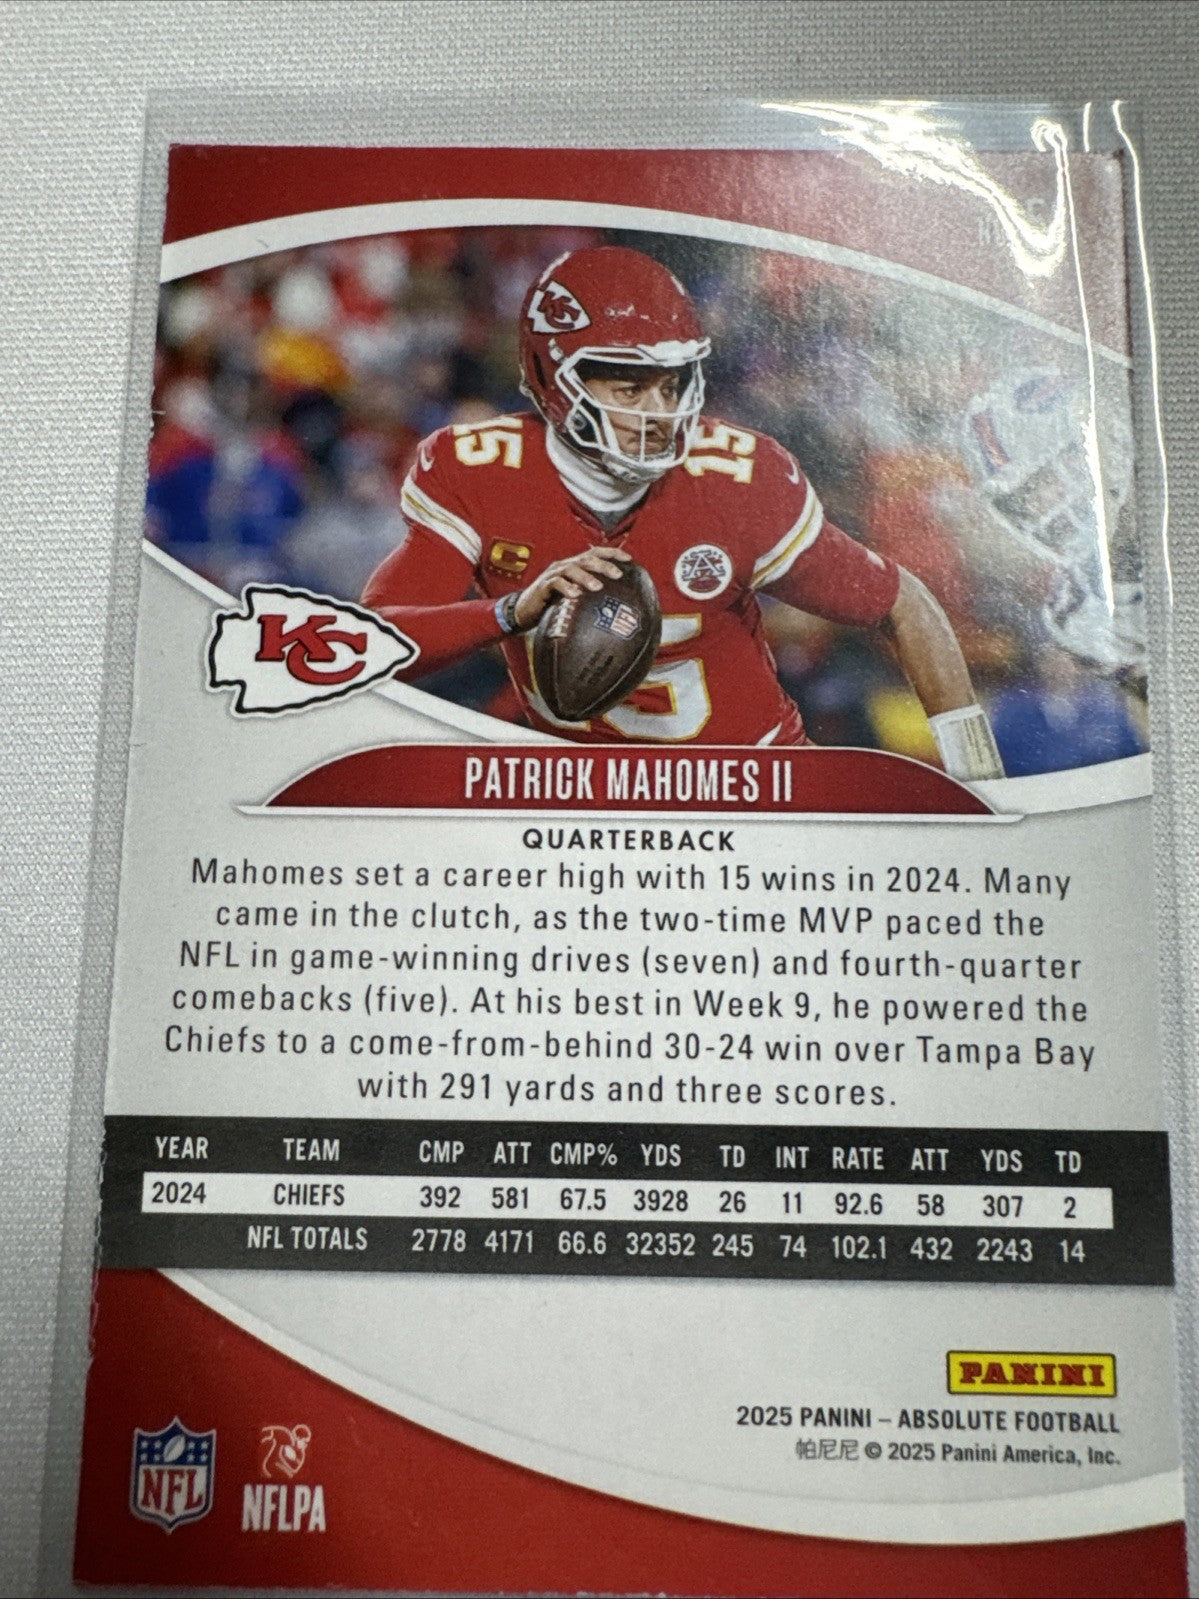 15
15
C
KC
PATRICK MAHOMES II
QUARTERBACK
Mahomes set a career high with 15 wins in 2024. Many
came in the clutch, as the two-time MVP paced the
NFL in game-winning drives (seven) and fourth-quarter
comebacks (five). At his best in Week 9, he powered the
Chiefs to a come-from-behind 30-24 win over Tampa Bay
with 291 yards and three scores.
YEAR TEAM CMP ATT CMP% YDS TD INT RATE ATT YDS TD
2024 CHIEFS 392 581 67.5 3928 26 11 92.6 58 307 2
NFL TOTALS 2778 4171 66.6 32352 245 74 102.1 432 2243 14
PANINI
2025 PANINI – ABSOLUTE FOOTBALL
帕尼尼 © 2025 Panini America, Inc.
NFL
NFLPA